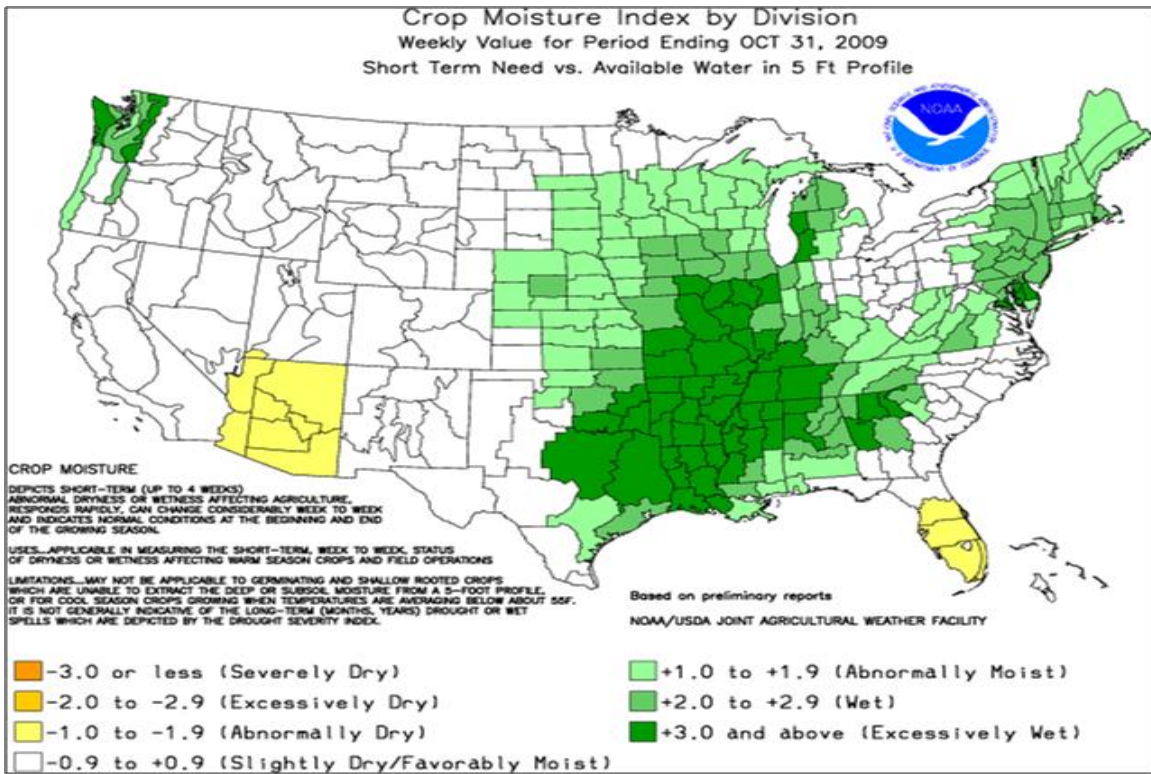 Crop Moisture Index by Division
Weekly Value for Period Ending OCT 31, 2009
Short Term Need vs. Available Water in 5 Ft Profile
NOAA
CROP MOISTURE
DEPICTS SHORT-TERM (UP TO 4 WEEKS)
ABNORMAL DRYNESS OR WETNESS AFFECTING AGRICULTURE,
RESPONDS RAPIDLY, CAN CHANGE CONSIDERABLY WEEK TO WEEK
AND INDICATES NORMAL CONDITIONS AT THE BEGINNING AND END
OF THE GROWING SEASON.
USES...APPLICABLE IN MEASURING THE SHORT-TERM, WEEK TO WEEK, STATUS
OF DRYNESS OR WETNESS AFFECTING WARM SEASON CROPS AND FIELD OPERATIONS
LIMITATIONS...MAY NOT BE APPLICABLE TO GERMINATING AND SHALLOW ROOTED CROPS
WHICH ARE UNABLE TO EXTRACT THE DEEP OR SUBSOIL MOISTURE FROM A 5-FOOT PROFILE,
OR FOR COOL SEASON CROPS GROWING WHEN TEMPERATURES ARE AVERAGING BELOW ABOUT 55F.
IT IS NOT GENERALLY INDICATIVE OF THE LONG-TERM (MONTHS, YEARS) DROUGHT OR WET
SPELLS WHICH ARE DEPICTED BY THE DROUGHT SEVERITY INDEX.
Based on preliminary reports
NOAA/USDA JOINT AGRICULTURAL WEATHER FACILITY
-3.0 or less (Severely Dry)
-2.0 to -2.9 (Excessively Dry)
-1.0 to -1.9 (Abnormally Dry)
-0.9 to +0.9 (Slightly Dry/Favorably Moist)
+1.0 to +1.9 (Abnormally Moist)
+2.0 to +2.9 (Wet)
+3.0 and above (Excessively Wet)